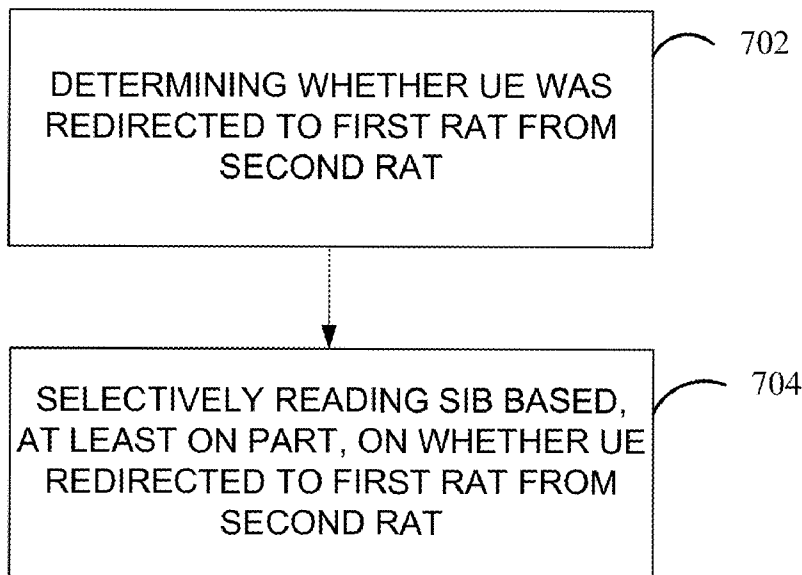 702
DETERMINING WHETHER UE WAS
REDIRECTED TO FIRST RAT FROM
SECOND RAT
704
SELECTIVELY READING SIB BASED,
AT LEAST ON PART, ON WHETHER UE
REDIRECTED TO FIRST RAT FROM
SECOND RAT